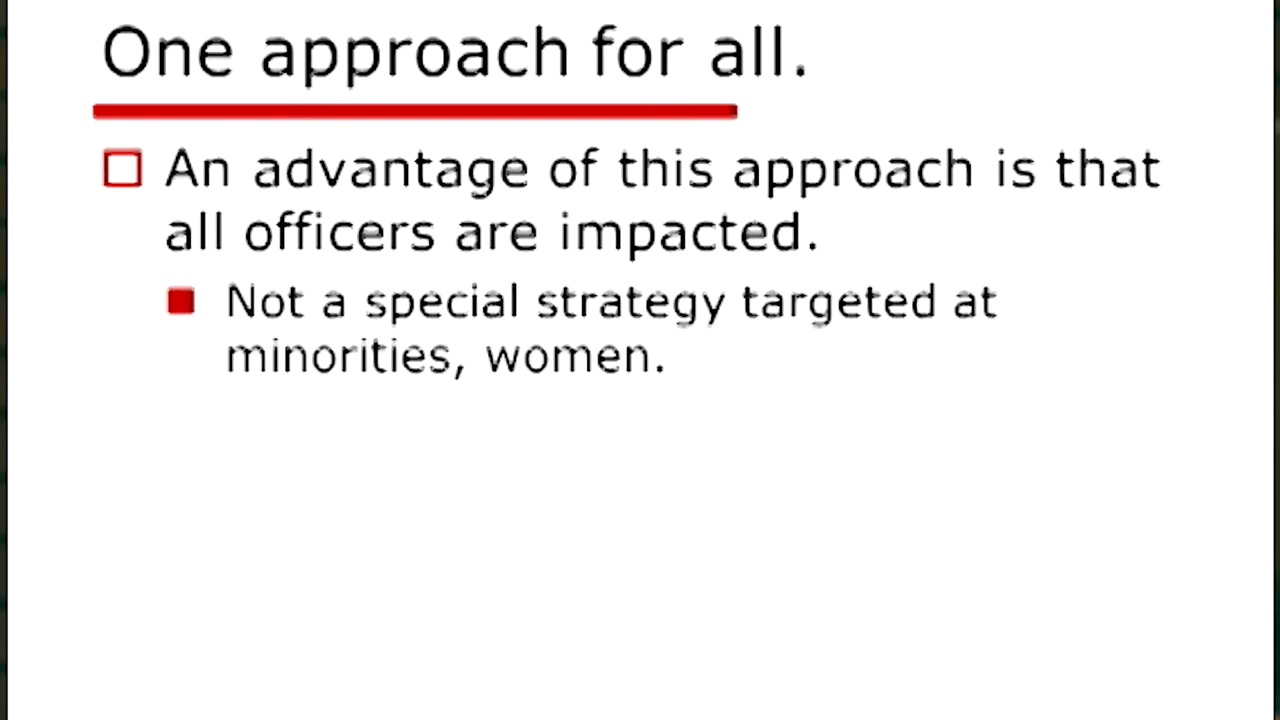 One approach for all.
An advantage of this approach is that
all officers are impacted.
Not a special strategy targeted at
minorities, women.